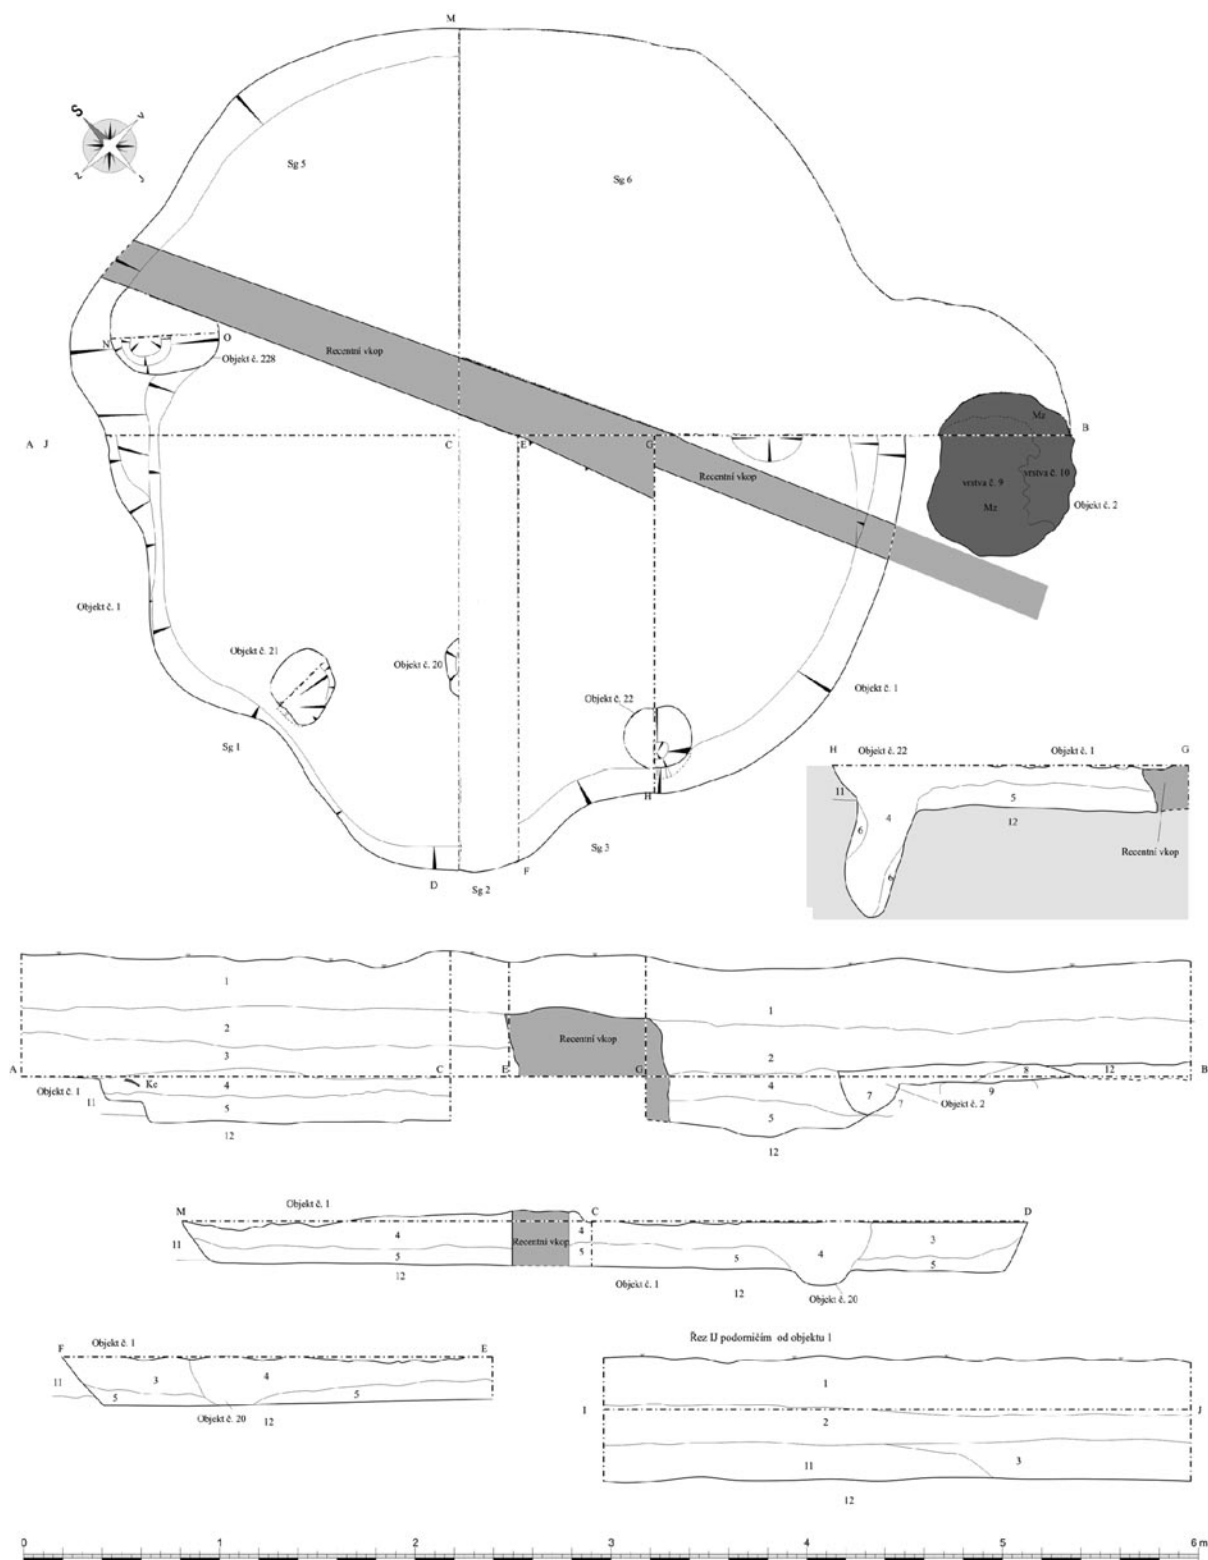 M
S
V
Z
J
Sg 5
Sg 6
Recentní vkop
N
O
Objekt č. 228
Mz
A J
C
E
G
B
Recentní vkop
vrstva č. 9
vrstva č. 10
Mz
Objekt č. 2
Objekt č. 1
Objekt č. 21
Objekt č. 20
Objekt č. 22
Objekt č. 1
Sg 1
H
Sg 3
D
Sg 2
F
H
Objekt č. 22
Objekt č. 1
G
11
5
4
12
6
Recentní vkop
6
1
1
2
Recentní vkop
3
2
A
C
E
G
B
Objekt č. 1
Kc
4
4
8
12
11
5
7
7
9
Objekt č. 2
5
12
12
M
Objekt č. 1
C
D
4
4
3
11
Recentní vkop
5
5
5
4
5
12
Objekt č. 1
12
Objekt č. 20
F
Objekt č. 1
E
11
3
4
5
5
Objekt č. 20
12
Řez IJ podorničím od objektu 1
1
I
J
2
11
3
12
0
1
2
3
4
5
6 m